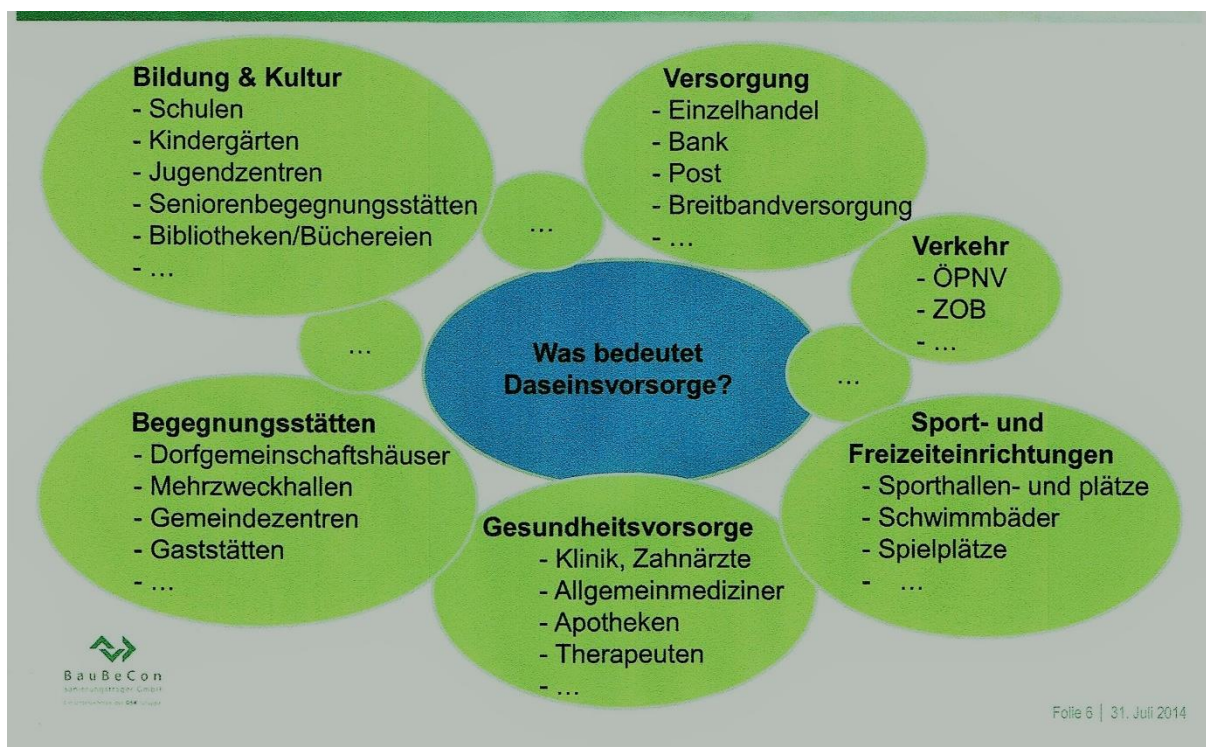 Bildung & Kultur
- Schulen
- Kindergärten
- Jugendzentren
- Seniorenbegegnungsstätten
- Bibliotheken/Büchereien
- ...
Versorgung
- Einzelhandel
- Bank
- Post
- Breitbandversorgung
- ...
...
Verkehr
- ÖPNV
- ZOB
- ...
...
Was bedeutet
Daseinsvorsorge?
...
Begegnungsstätten
- Dorfgemeinschaftshäuser
- Mehrzweckhallen
- Gemeindezentren
- Gaststätten
- ...
Gesundheitsvorsorge
- Klinik, Zahnärzte
- Allgemeinmediziner
- Apotheken
- Therapeuten
- ...
Sport- und
Freizeiteinrichtungen
- Sporthallen- und plätze
- Schwimmbäder
- Spielplätze
- ...
BauBeCon
Sanierungsträger GmbH
Folie 6 | 31. Juli 2014